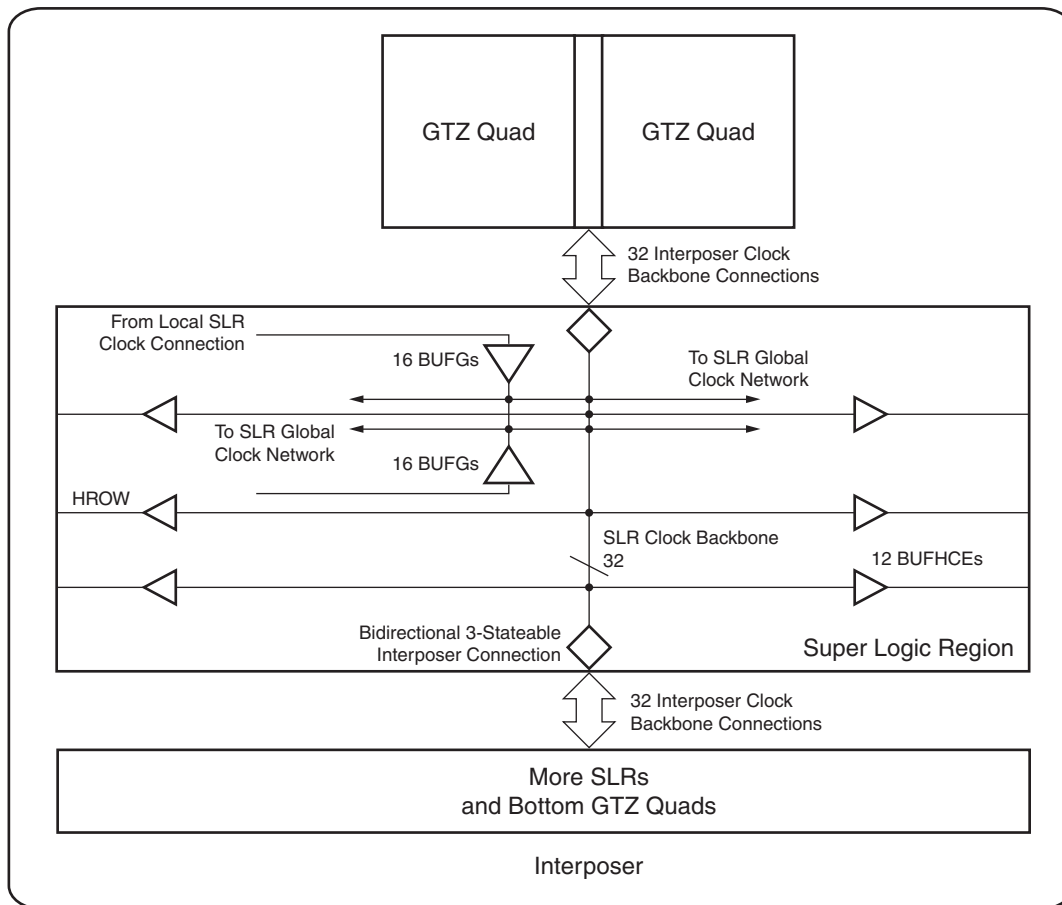 GTZ Quad
GTZ Quad
32 Interposer Clock
Backbone Connections
From Local SLR
Clock Connection
16 BUFGs
To SLR Global
Clock Network
To SLR Global
Clock Network
16 BUFGs
HROW
SLR Clock Backbone
32
12 BUFHCEs
Bidirectional 3-Stateable
Interposer Connection
Super Logic Region
32 Interposer Clock
Backbone Connections
More SLRs
and Bottom GTZ Quads
Interposer